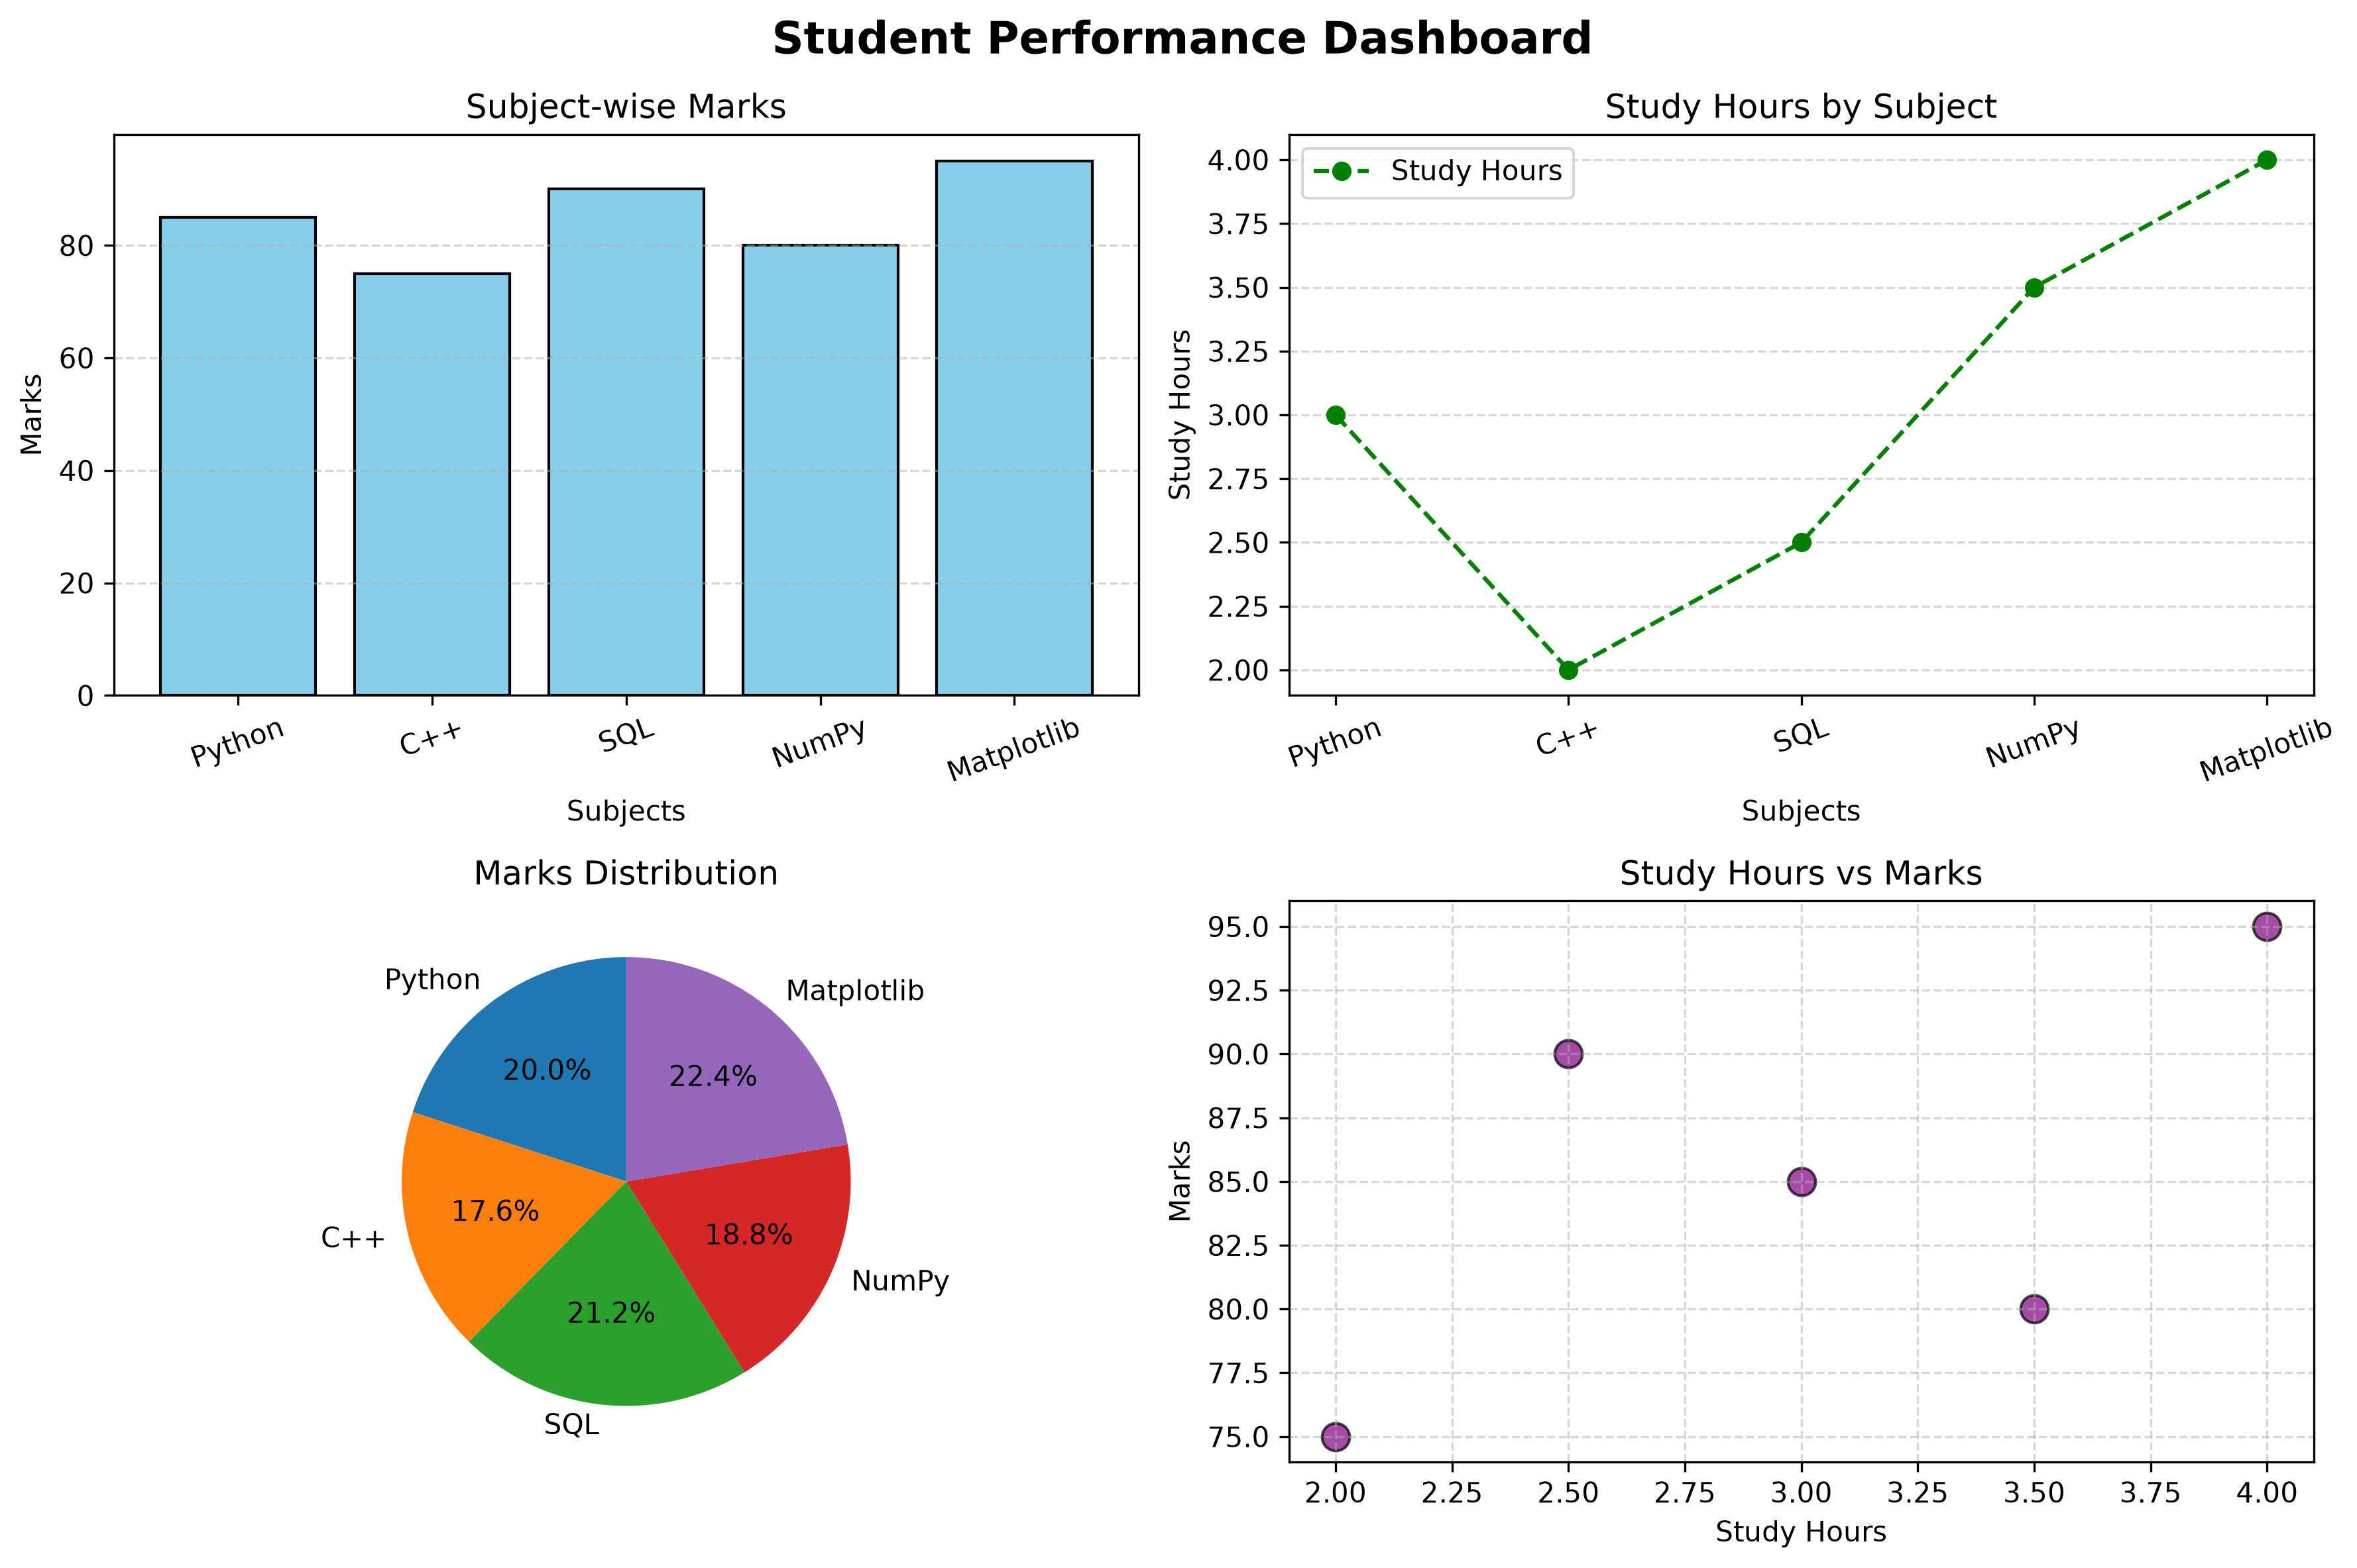 Student Performance Dashboard
Subject-wise Marks
80
60
40
20
0
Marks
Python
C++
SQL
NumPy
Matplotlib
Subjects
Study Hours by Subject
Study Hours
4.00
3.75
3.50
3.25
3.00
2.75
2.50
2.25
2.00
Study Hours
Python
C++
SQL
NumPy
Matplotlib
Subjects
Marks Distribution
Python
Matplotlib
20.0%
22.4%
17.6%
18.8%
C++
NumPy
21.2%
SQL
Study Hours vs Marks
95.0
92.5
90.0
87.5
85.0
82.5
80.0
77.5
75.0
Marks
2.00 2.25 2.50 2.75 3.00 3.25 3.50 3.75 4.00
Study Hours